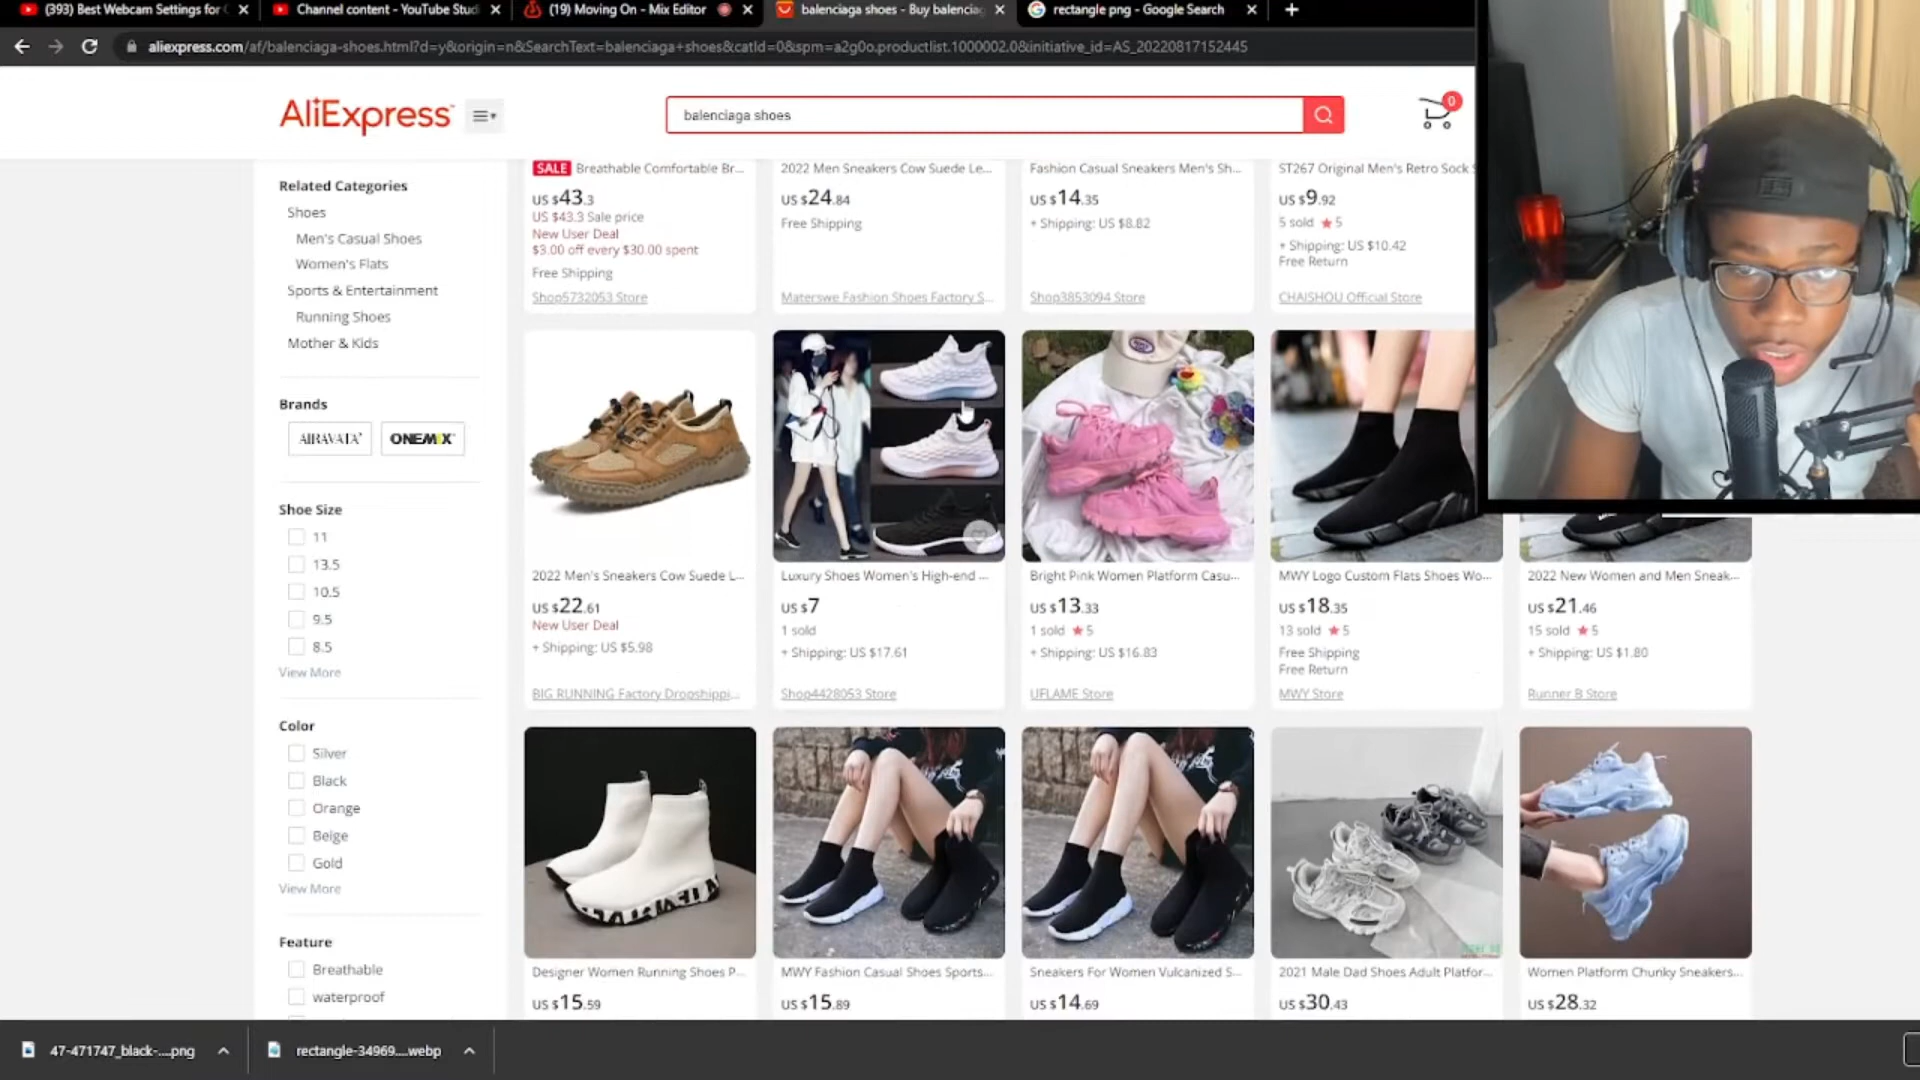 (393) Best Webcam Settings for
Channel content - YouTube Stud
(19) Moving On - Mix Editor
balenciaga shoes - Buy balencia
rectangle png - Google Search
aliexpress.com/af/balenciaga-shoes.html?d=y&origin=n&SearchText=balenciaga+shoes&catId=0&spm=a2g0o.productlist.1000002.0&initiative_id=AS_20220817152445
AliExpress
balenciaga shoes
0
Related Categories
Shoes
Men's Casual Shoes
Women's Flats
Sports & Entertainment
Running Shoes
Mother & Kids
Brands
AIRAVATA
ONEMIX
Shoe Size
11
13.5
10.5
9.5
8.5
View More
Color
Silver
Black
Orange
Beige
Gold
View More
Feature
Breathable
waterproof
SALE Breathable Comfortable Br...
US $43.3
US $43.3 Sale price
New User Deal
$3.00 off every $30.00 spent
Free Shipping
Shop5732053 Store
2022 Men Sneakers Cow Suede Le...
US $24.84
Free Shipping
Materswe Fashion Shoes Factory S...
Fashion Casual Sneakers Men's Sh...
US $14.35
+ Shipping: US $8.82
Shop3853094 Store
ST267 Original Men's Retro Sock S
US $9.92
5 sold ★ 5
+ Shipping: US $10.42
Free Return
CHAISHOU Official Store
2022 Men's Sneakers Cow Suede L...
US $22.61
New User Deal
+ Shipping: US $5.98
BIG RUNNING Factory Dropshippi...
Luxury Shoes Women's High-end ...
US $7
1 sold
+ Shipping: US $17.61
Shop4428053 Store
Bright Pink Women Platform Casu...
US $13.33
1 sold ★ 5
+ Shipping: US $16.83
UFLAME Store
MWY Logo Custom Flats Shoes Wo...
US $18.35
13 sold ★ 5
Free Shipping
Free Return
MWY Store
2022 New Women and Men Sneak...
US $21.46
15 sold ★ 5
+ Shipping: US $1.80
Runner B Store
Designer Women Running Shoes P...
US $15.59
MWY Fashion Casual Shoes Sports...
US $15.89
Sneakers For Women Vulcanized S...
US $14.69
2021 Male Dad Shoes Adult Platfor...
US $30.43
Women Platform Chunky Sneakers...
US $28.32
47-471747_black-....png
rectangle-34969....webp